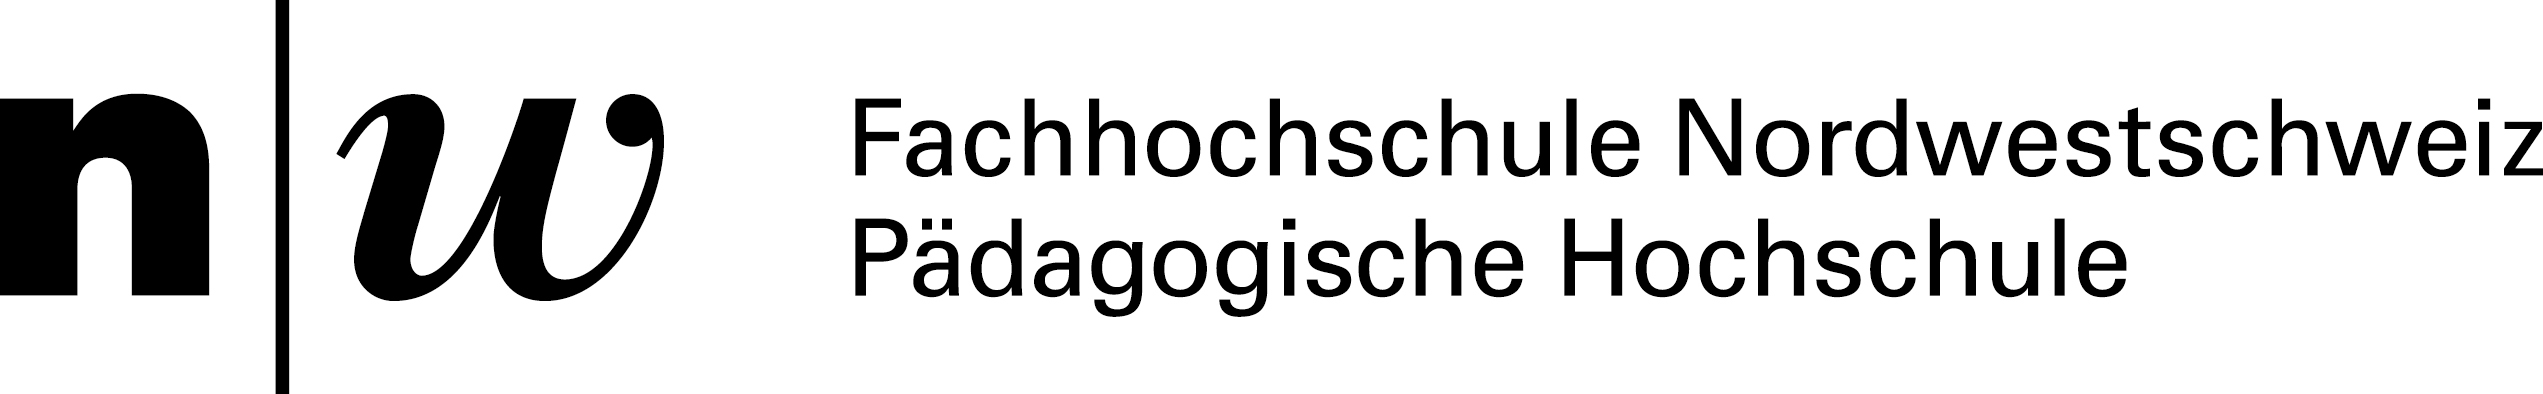 n|w Fachhochschule Nordwestschweiz
Pädagogische Hochschule